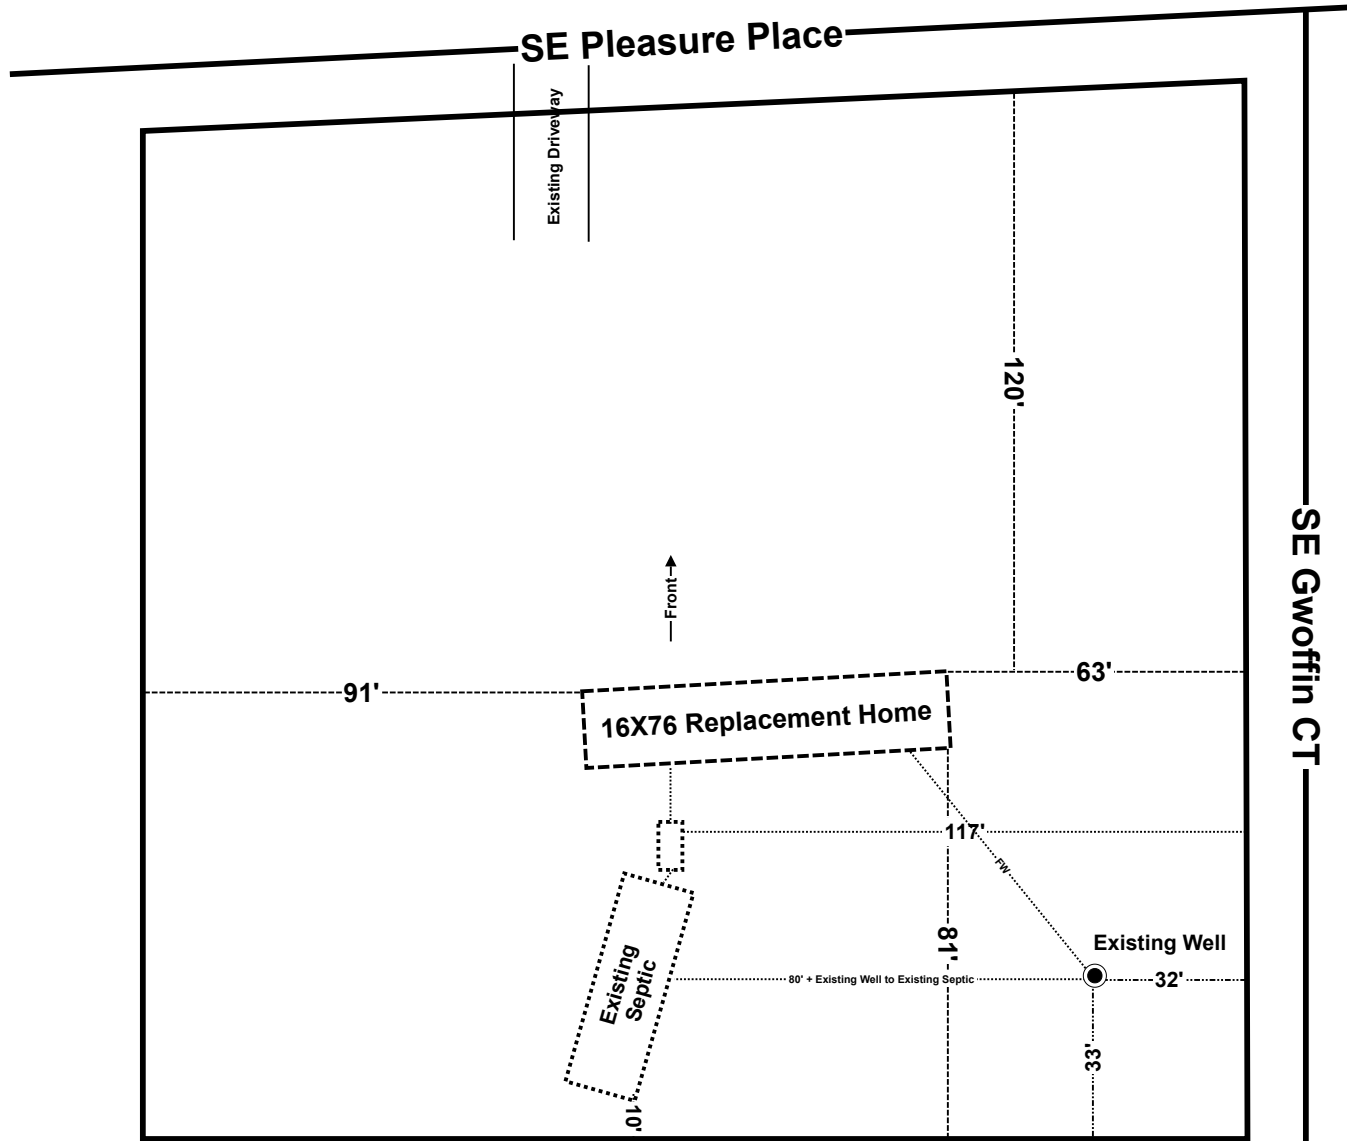 SE Pleasure Place
Existing Driveway
120'
SE Gwoffin CT
Front
91'
63'
16X76 Replacement Home
117'
FW
81'
Existing Well
Existing
Septic
80' + Existing Well to Existing Septic
32'
33'
10'